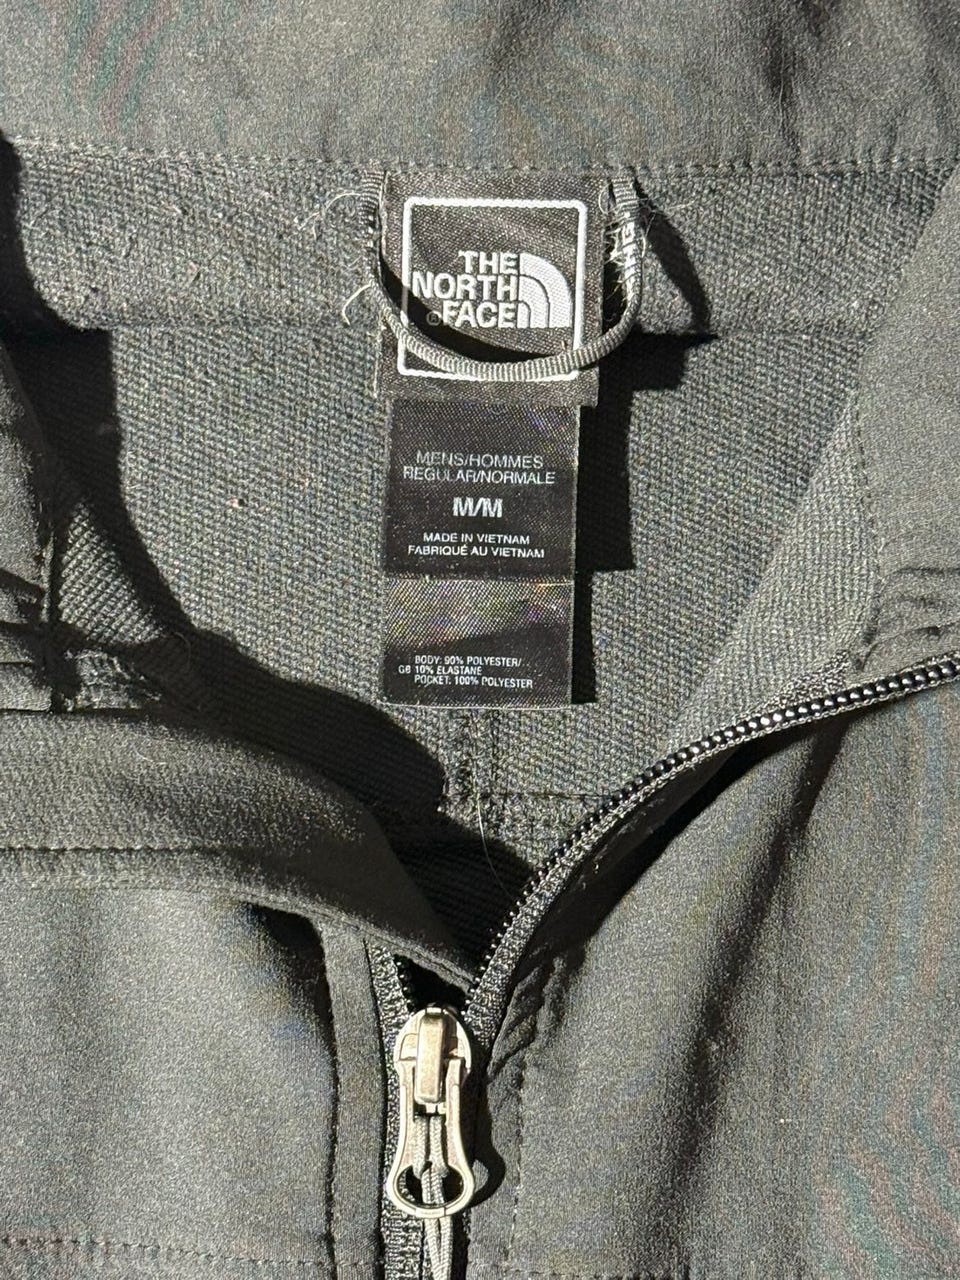 THE
NORTH
FACE
MENS/HOMMES
REGULAR/NORMALE
M/M
MADE IN VIETNAM
FABRIQUÉ AU VIETNAM
BODY: 90% POLYESTER/
GB 10% ELASTANE
POCKET: 100% POLYESTER